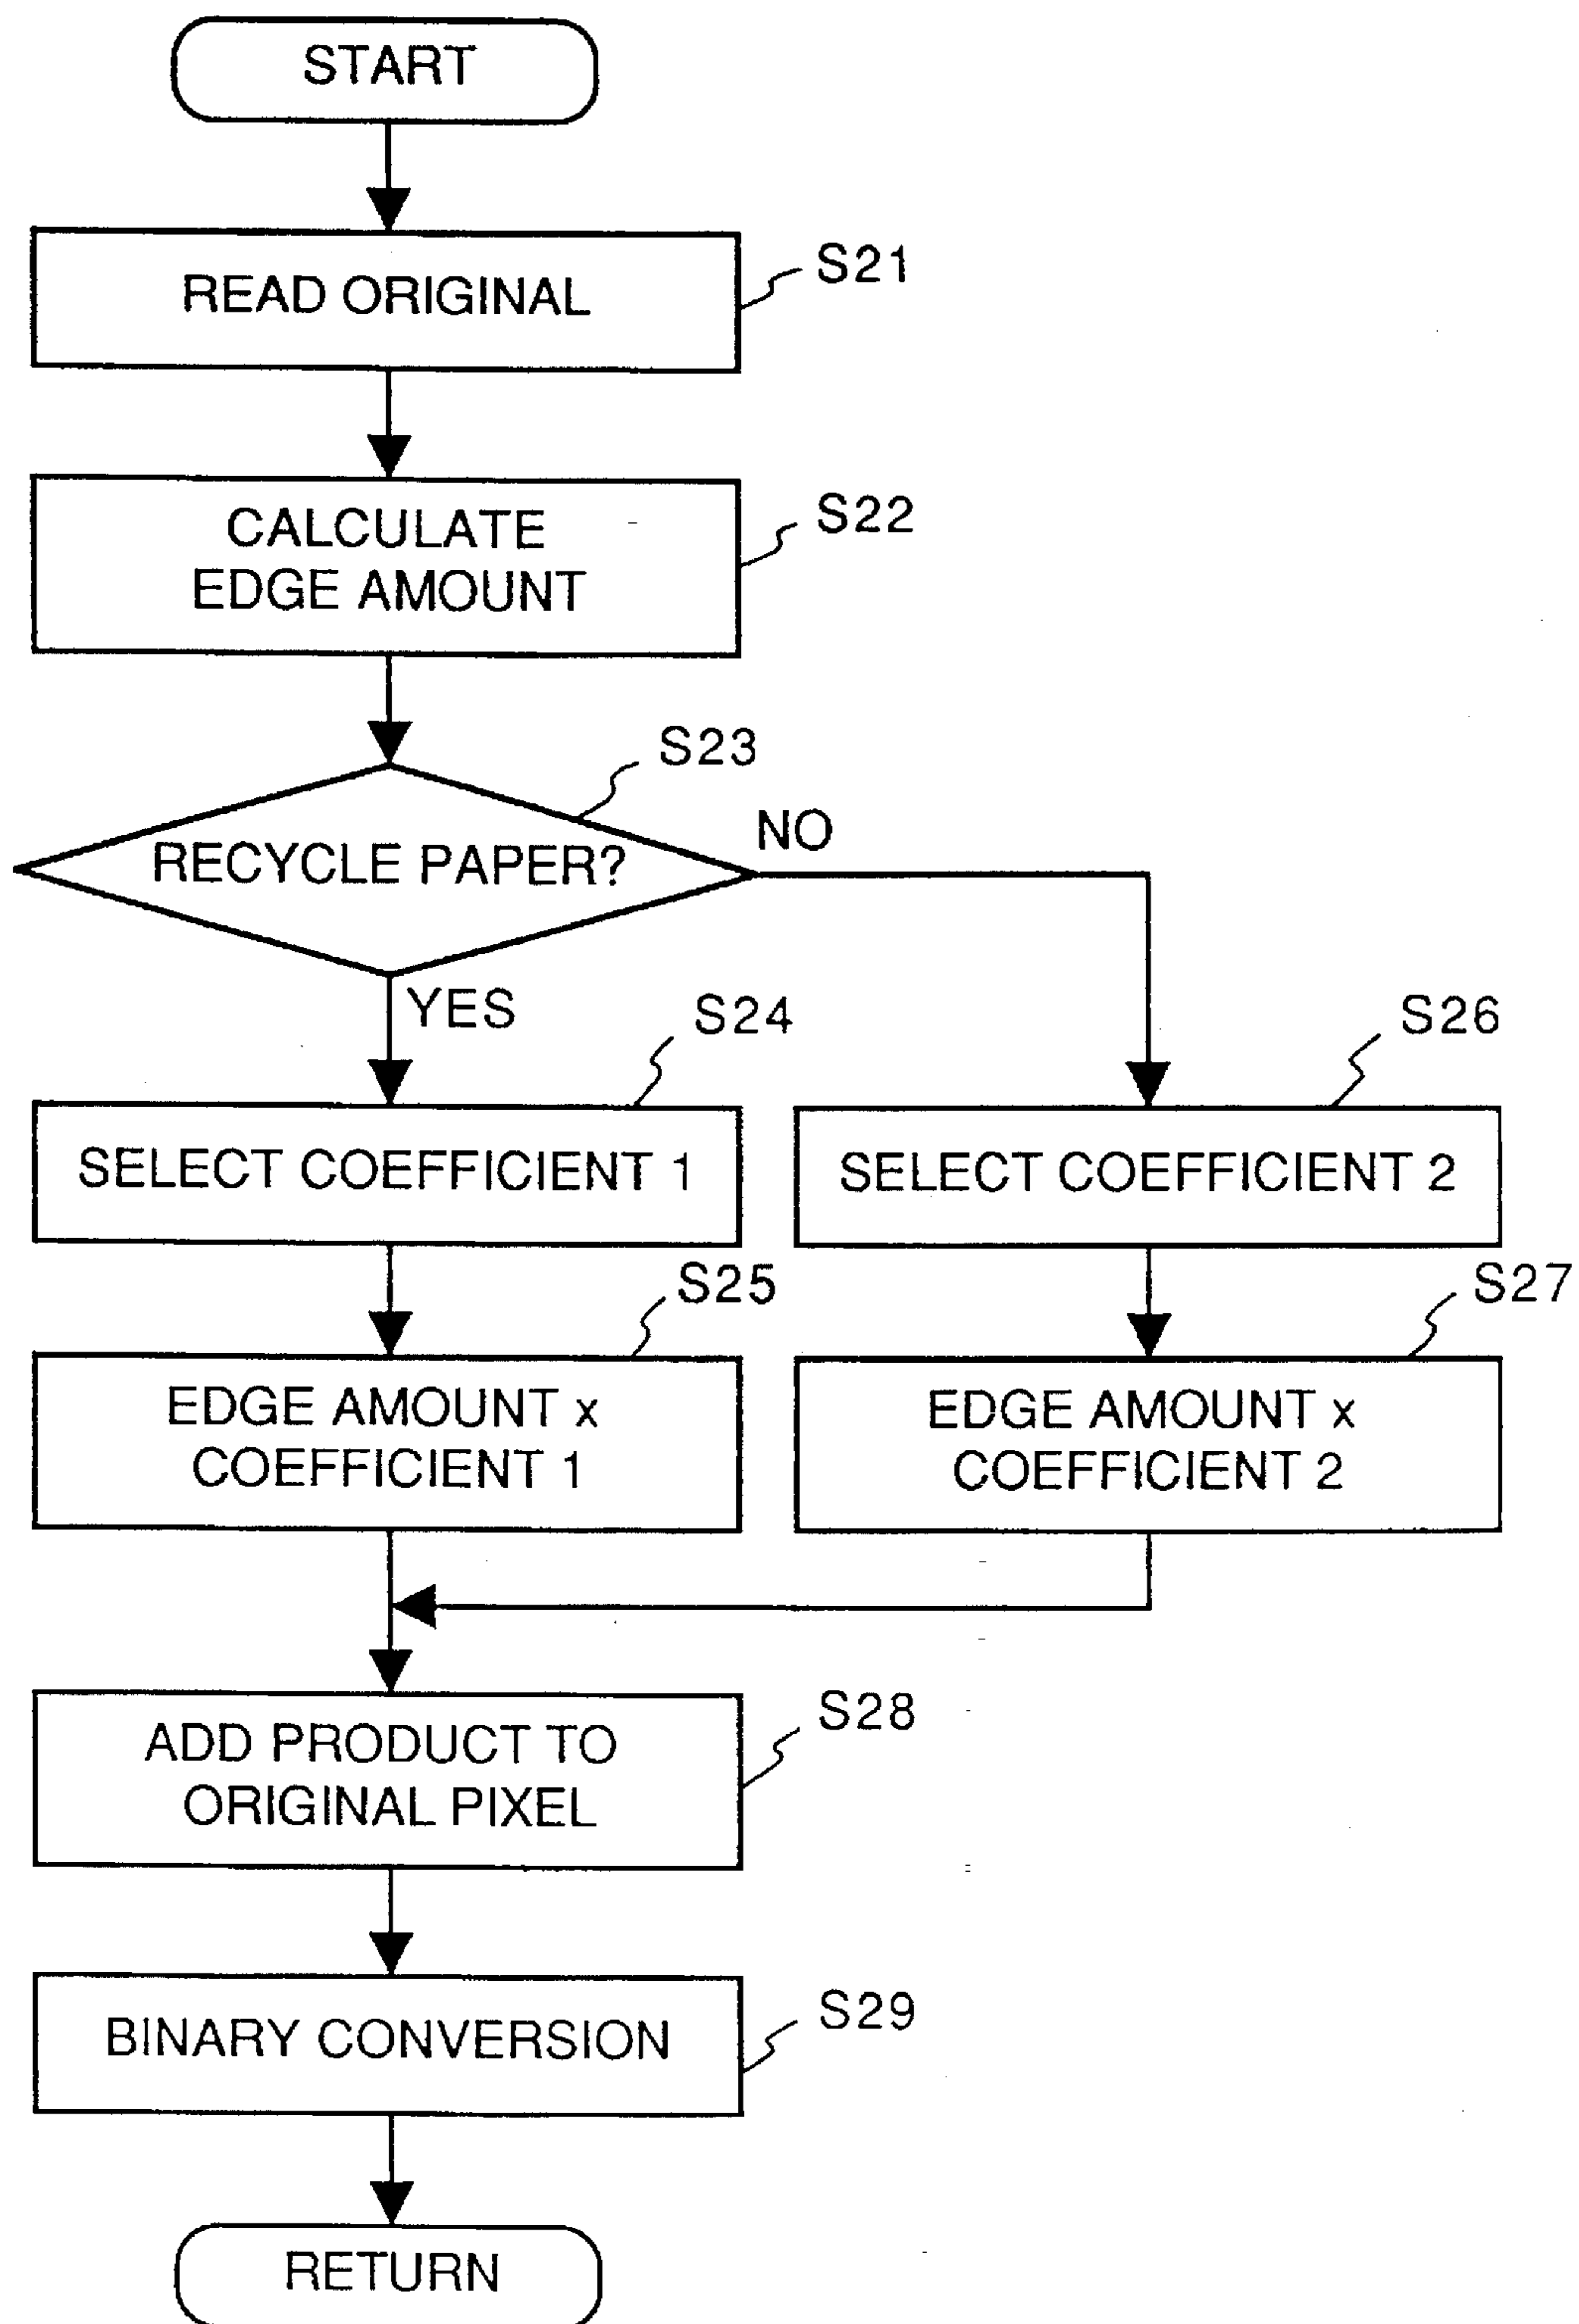 START
READ ORIGINAL
S21
CALCULATE
EDGE AMOUNT
S22
S23
RECYCLE PAPER?
NO
YES
S24
S26
SELECT COEFFICIENT 1
SELECT COEFFICIENT 2
S25
S27
EDGE AMOUNT x
COEFFICIENT 1
EDGE AMOUNT x
COEFFICIENT 2
ADD PRODUCT TO
ORIGINAL PIXEL
S28
BINARY CONVERSION
S29
RETURN